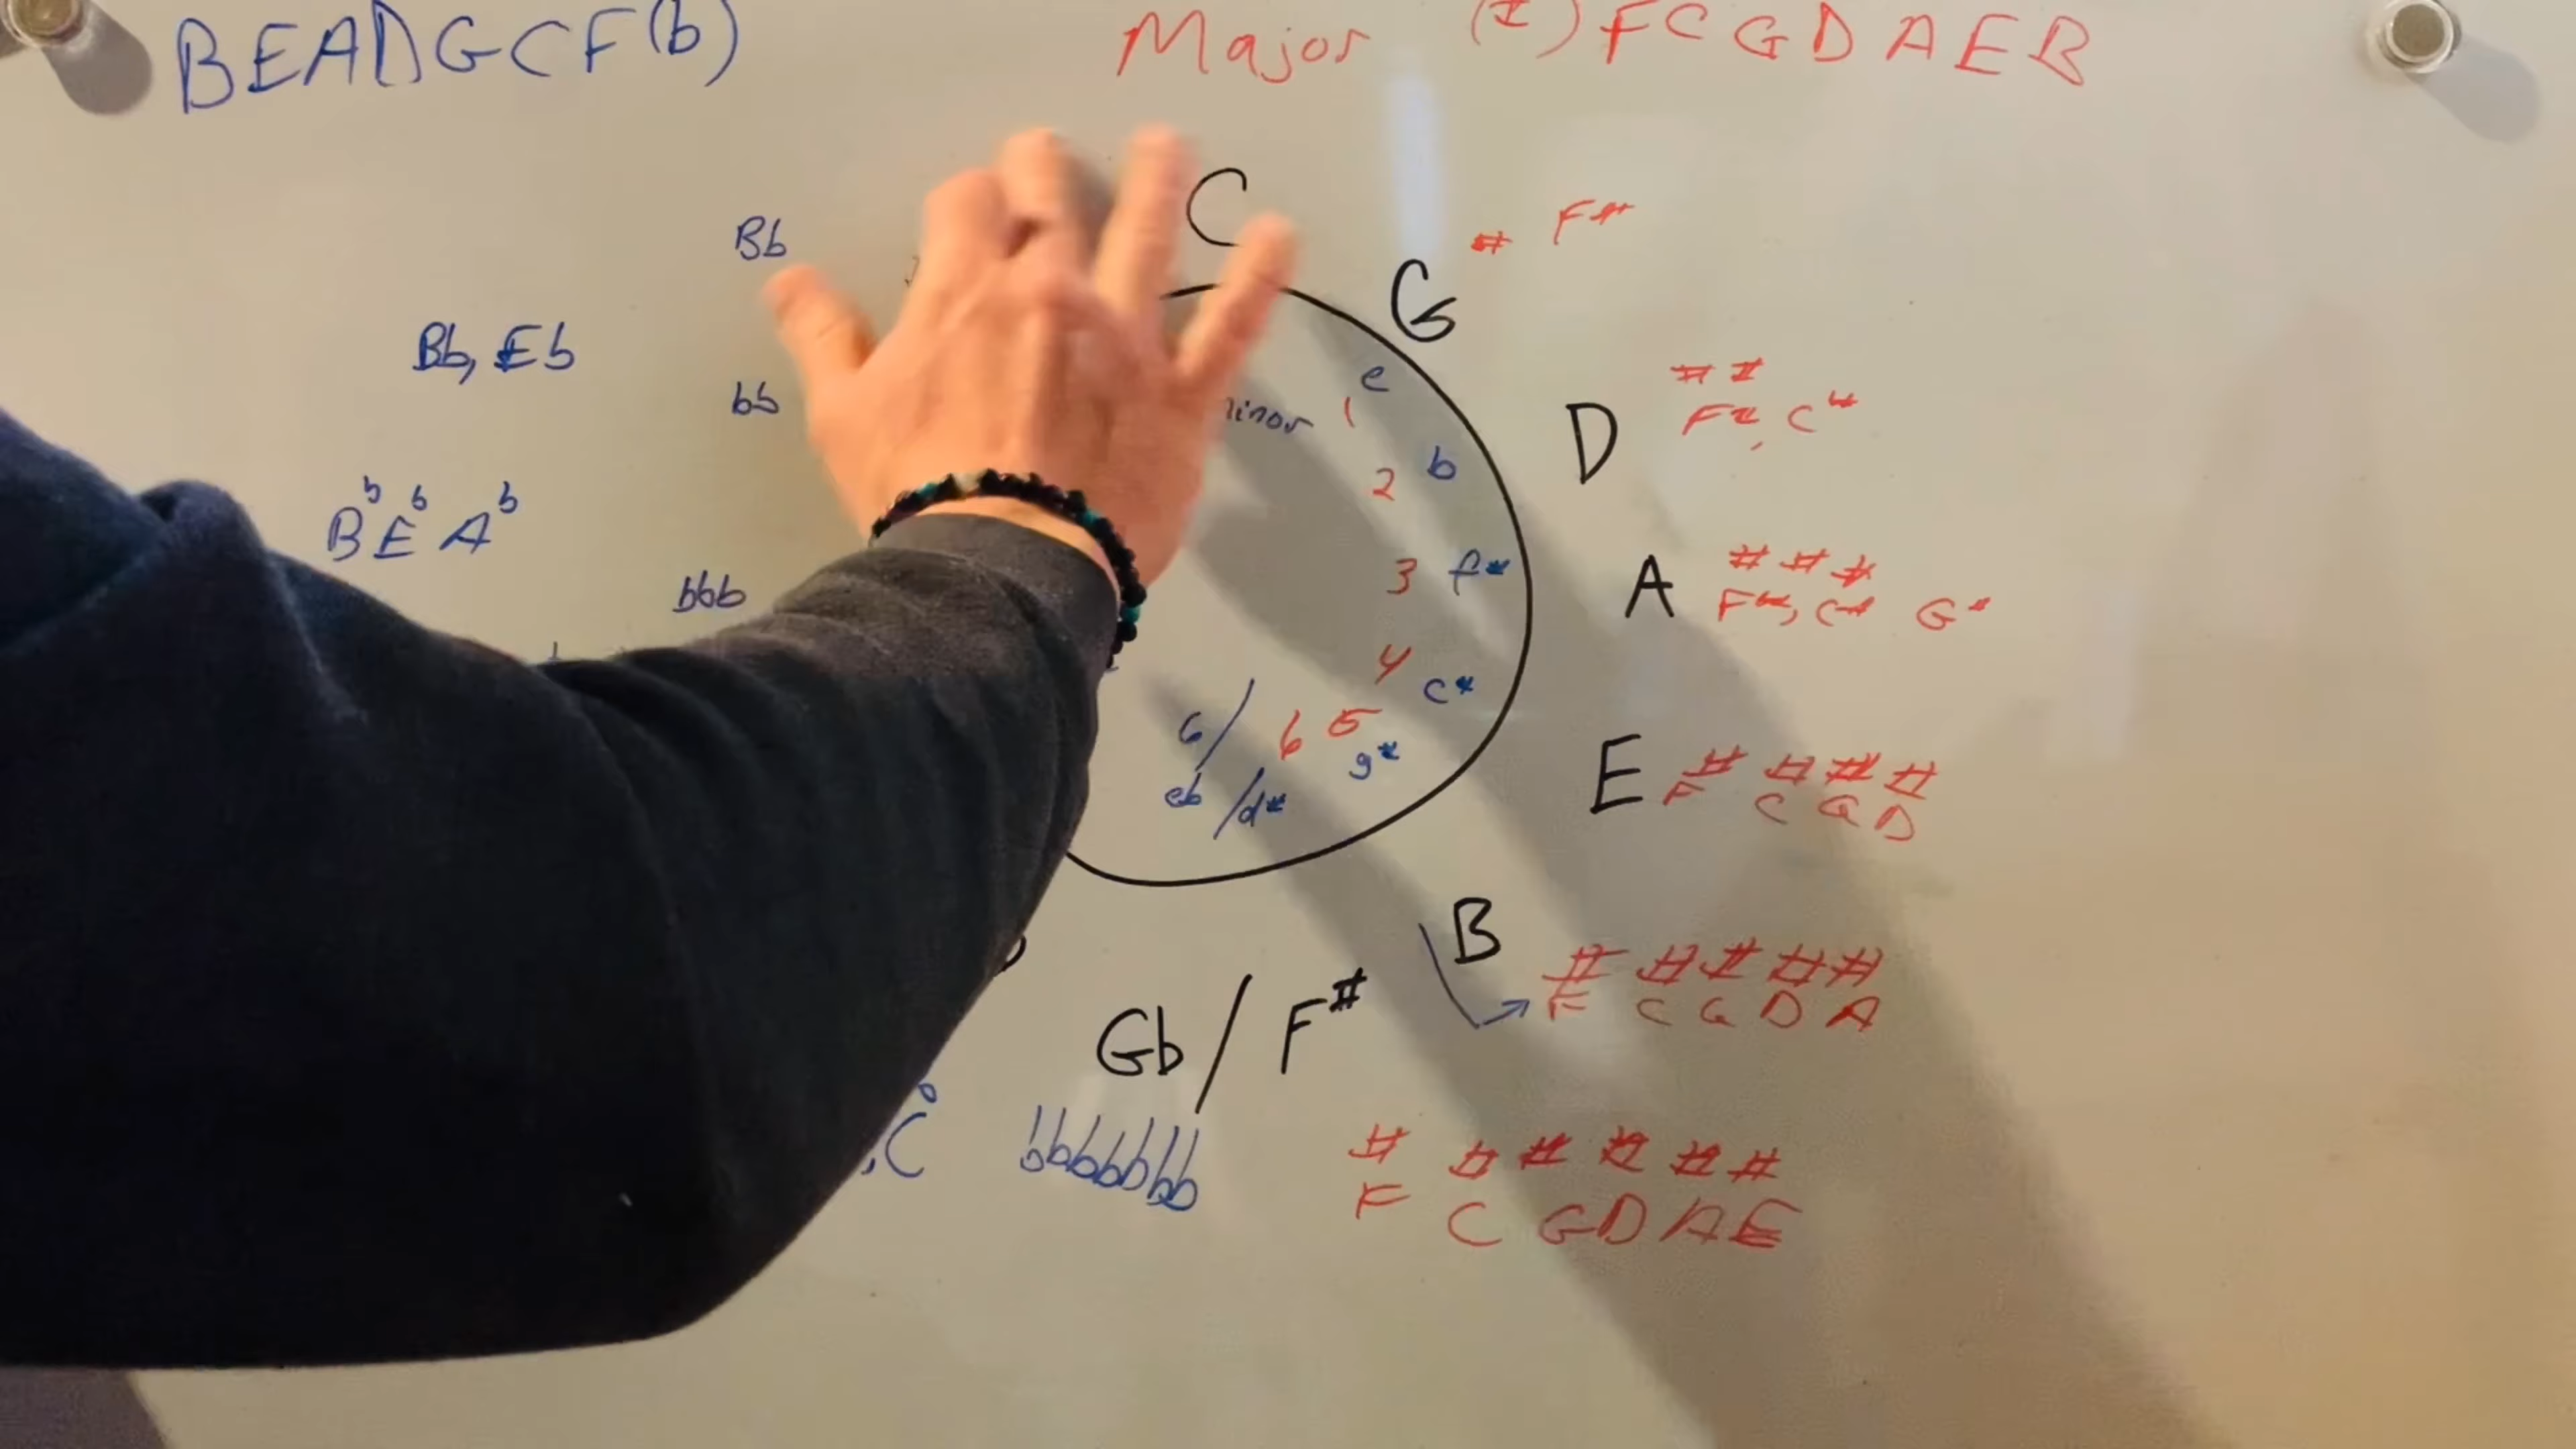 BEADGCF(b)
Major (#) FCGDAEB
C
Bb
G # F#
Bb, Eb
bb
e
1
minor
D # #
F#, C#
2 b
BbEbAb
3 f#
A # # #
F#, C# G#
bbb
4 c#
6/ 6 5
g#
eb/d#
E # # # #
F C G D
B # # # # #
F C G D A
Gb/F#
,Cb
bbbbbb
# # # # # #
F C G D A E